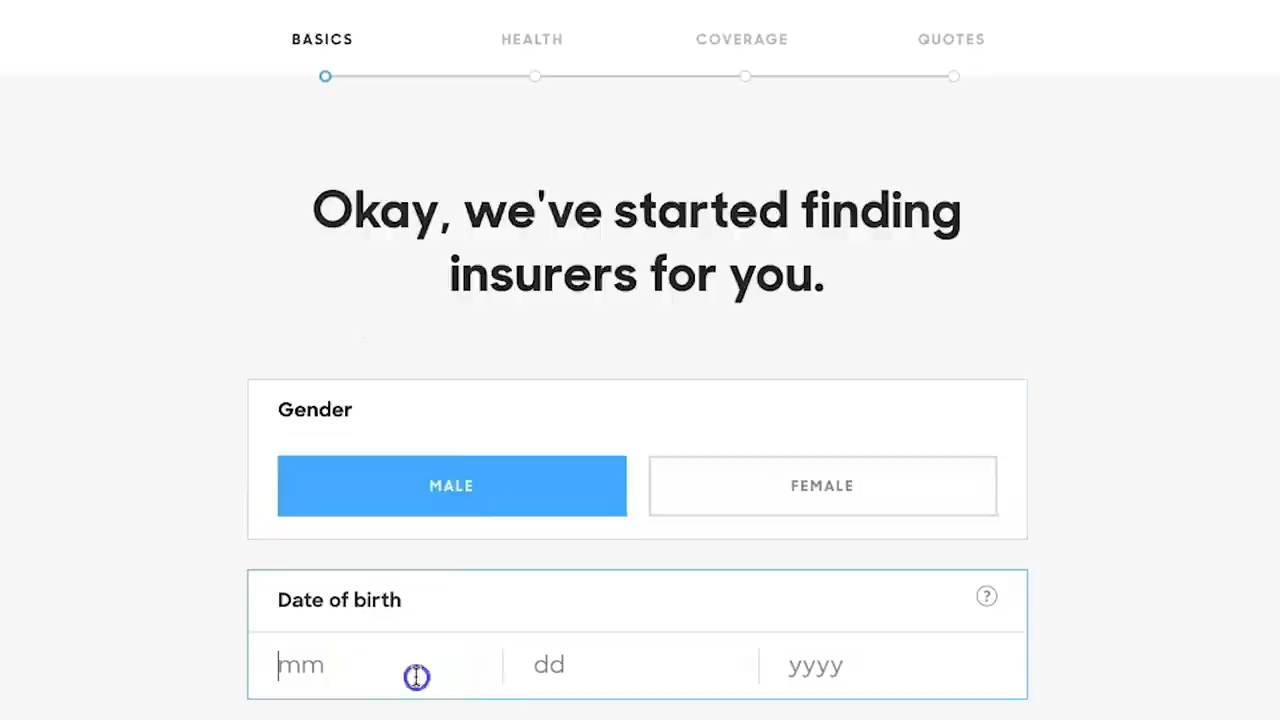 BASICS HEALTH COVERAGE QUOTES
Okay, we've started finding
insurers for you.
Gender
MALE FEMALE
Date of birth ?
mm dd yyyy